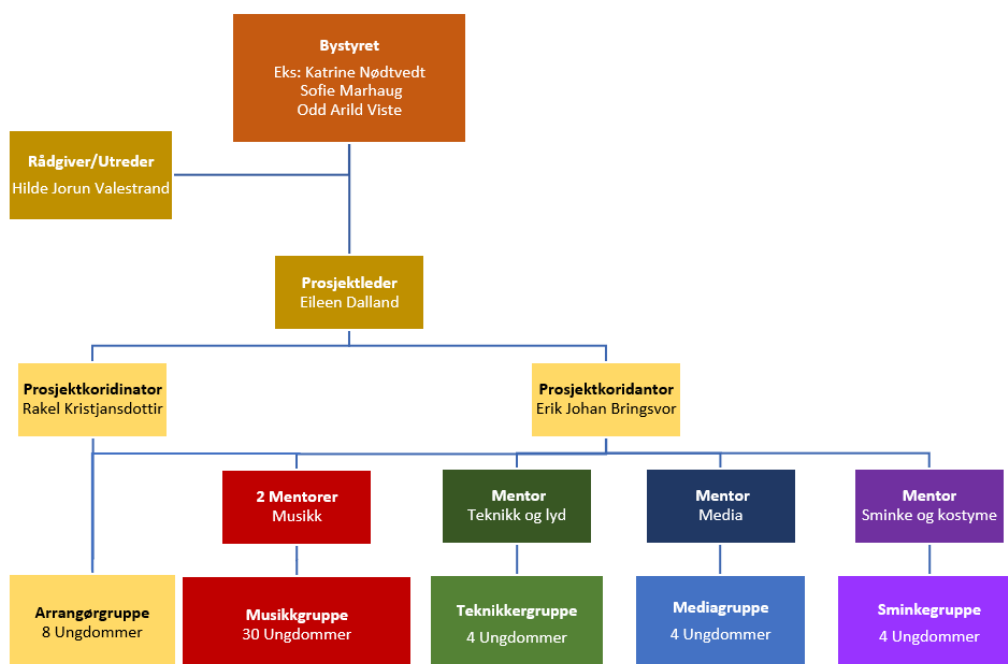 Bystyret
Eks: Katrine Nødtvedt
Sofie Marhaug
Odd Arild Viste
Rådgiver/Utreder
Hilde Jorun Valestrand
Prosjektleder
Eileen Dalland
Prosjektkoridinator
Rakel Kristjansdottir
Prosjektkoridantor
Erik Johan Bringsvor
2 Mentorer
Musikk
Mentor
Teknikk og lyd
Mentor
Media
Mentor
Sminke og kostyme
Arrangørgruppe
8 Ungdommer
Musikkgruppe
30 Ungdommer
Teknikkergruppe
4 Ungdommer
Mediagruppe
4 Ungdommer
Sminkegruppe
4 Ungdommer